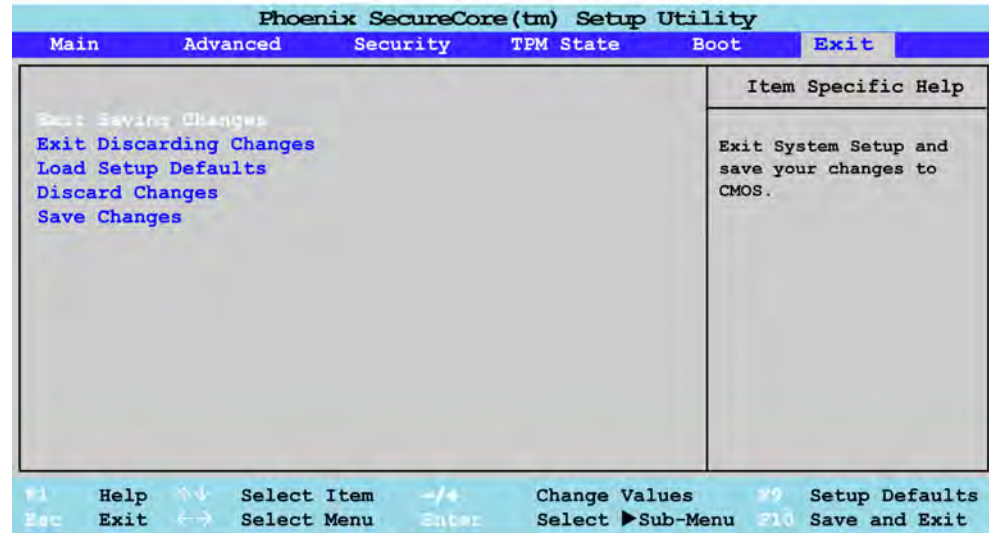 Phoenix SecureCore(tm) Setup Utility
Main Advanced Security TPM State Boot Exit
Item Specific Help
Exit Saving Changes
Exit Discarding Changes
Load Setup Defaults
Discard Changes
Save Changes
Exit System Setup and
save your changes to
CMOS.
F1 Help ↑↓ Select Item -/+ Change Values F9 Setup Defaults
Esc Exit ←→ Select Menu Enter Select ▶Sub-Menu F10 Save and Exit